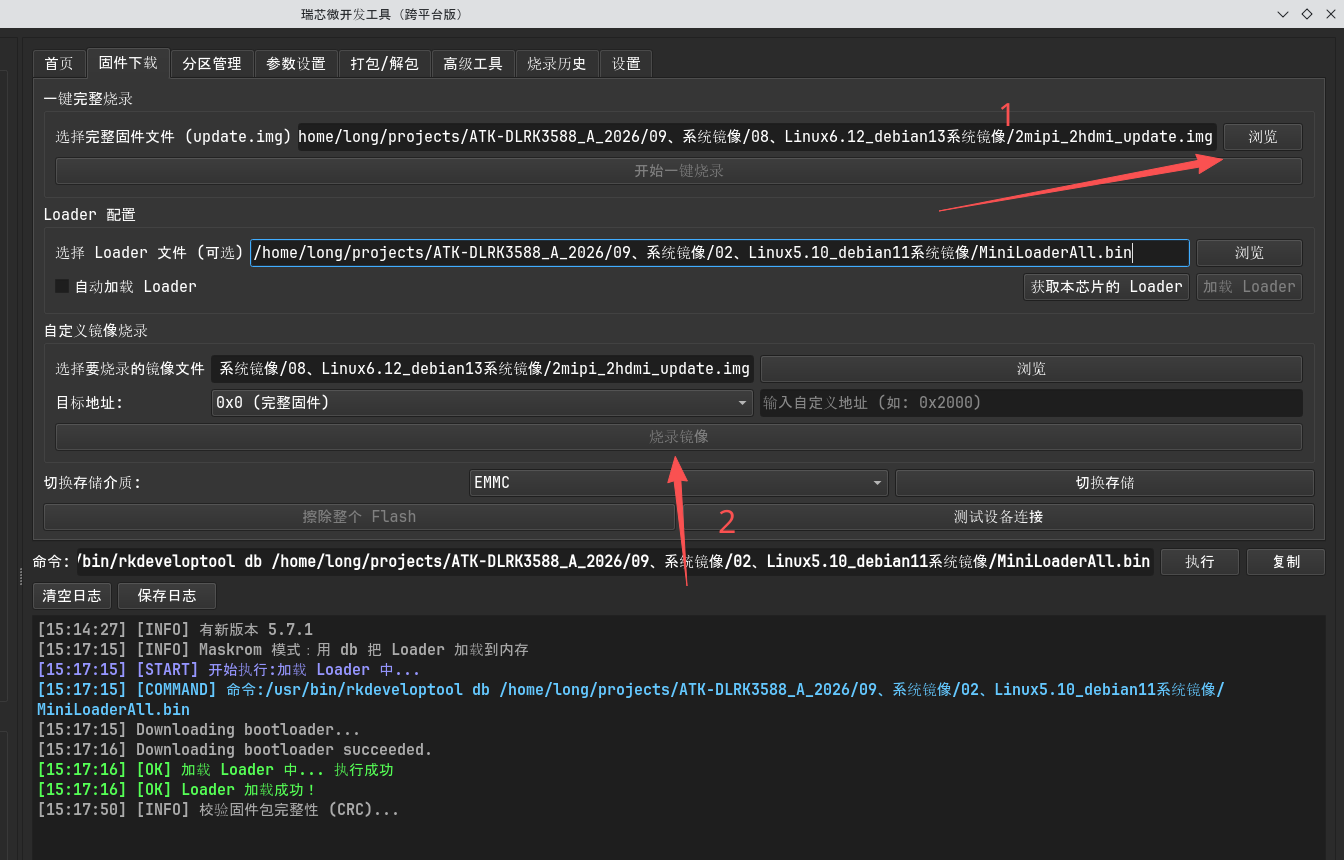 瑞芯微开发工具（跨平台版）
首页 固件下载 分区管理 参数设置 打包/解包 高级工具 烧录历史 设置
一键完整烧录
1
选择完整固件文件 (update.img) home/long/projects/ATK-DLRK3588_A_2026/09、系统镜像/08、Linux6.12_debian13系统镜像/2mipi_2hdmi_update.img 浏览
开始一键烧录
Loader 配置
选择 Loader 文件 (可选) /home/long/projects/ATK-DLRK3588_A_2026/09、系统镜像/02、Linux5.10_debian11系统镜像/MiniLoaderAll.bin 浏览
自动加载 Loader 获取本芯片的 Loader 加载 Loader
自定义镜像烧录
选择要烧录的镜像文件 系统镜像/08、Linux6.12_debian13系统镜像/2mipi_2hdmi_update.img 浏览
目标地址: 0x0 (完整固件) 输入自定义地址 (如: 0x2000)
烧录镜像
切换存储介质: EMMC 切换存储
擦除整个 Flash 测试设备连接
2
命令: /bin/rkdeveloptool db /home/long/projects/ATK-DLRK3588_A_2026/09、系统镜像/02、Linux5.10_debian11系统镜像/MiniLoaderAll.bin 执行 复制
清空日志 保存日志
[15:14:27] [INFO] 有新版本 5.7.1
[15:17:15] [INFO] Maskrom 模式：用 db 把 Loader 加载到内存
[15:17:15] [START] 开始执行:加载 Loader 中...
[15:17:15] [COMMAND] 命令:/usr/bin/rkdeveloptool db /home/long/projects/ATK-DLRK3588_A_2026/09、系统镜像/02、Linux5.10_debian11系统镜像/
MiniLoaderAll.bin
[15:17:15] Downloading bootloader...
[15:17:16] Downloading bootloader succeeded.
[15:17:16] [OK] 加载 Loader 中... 执行成功
[15:17:16] [OK] Loader 加载成功！
[15:17:50] [INFO] 校验固件包完整性 (CRC)...